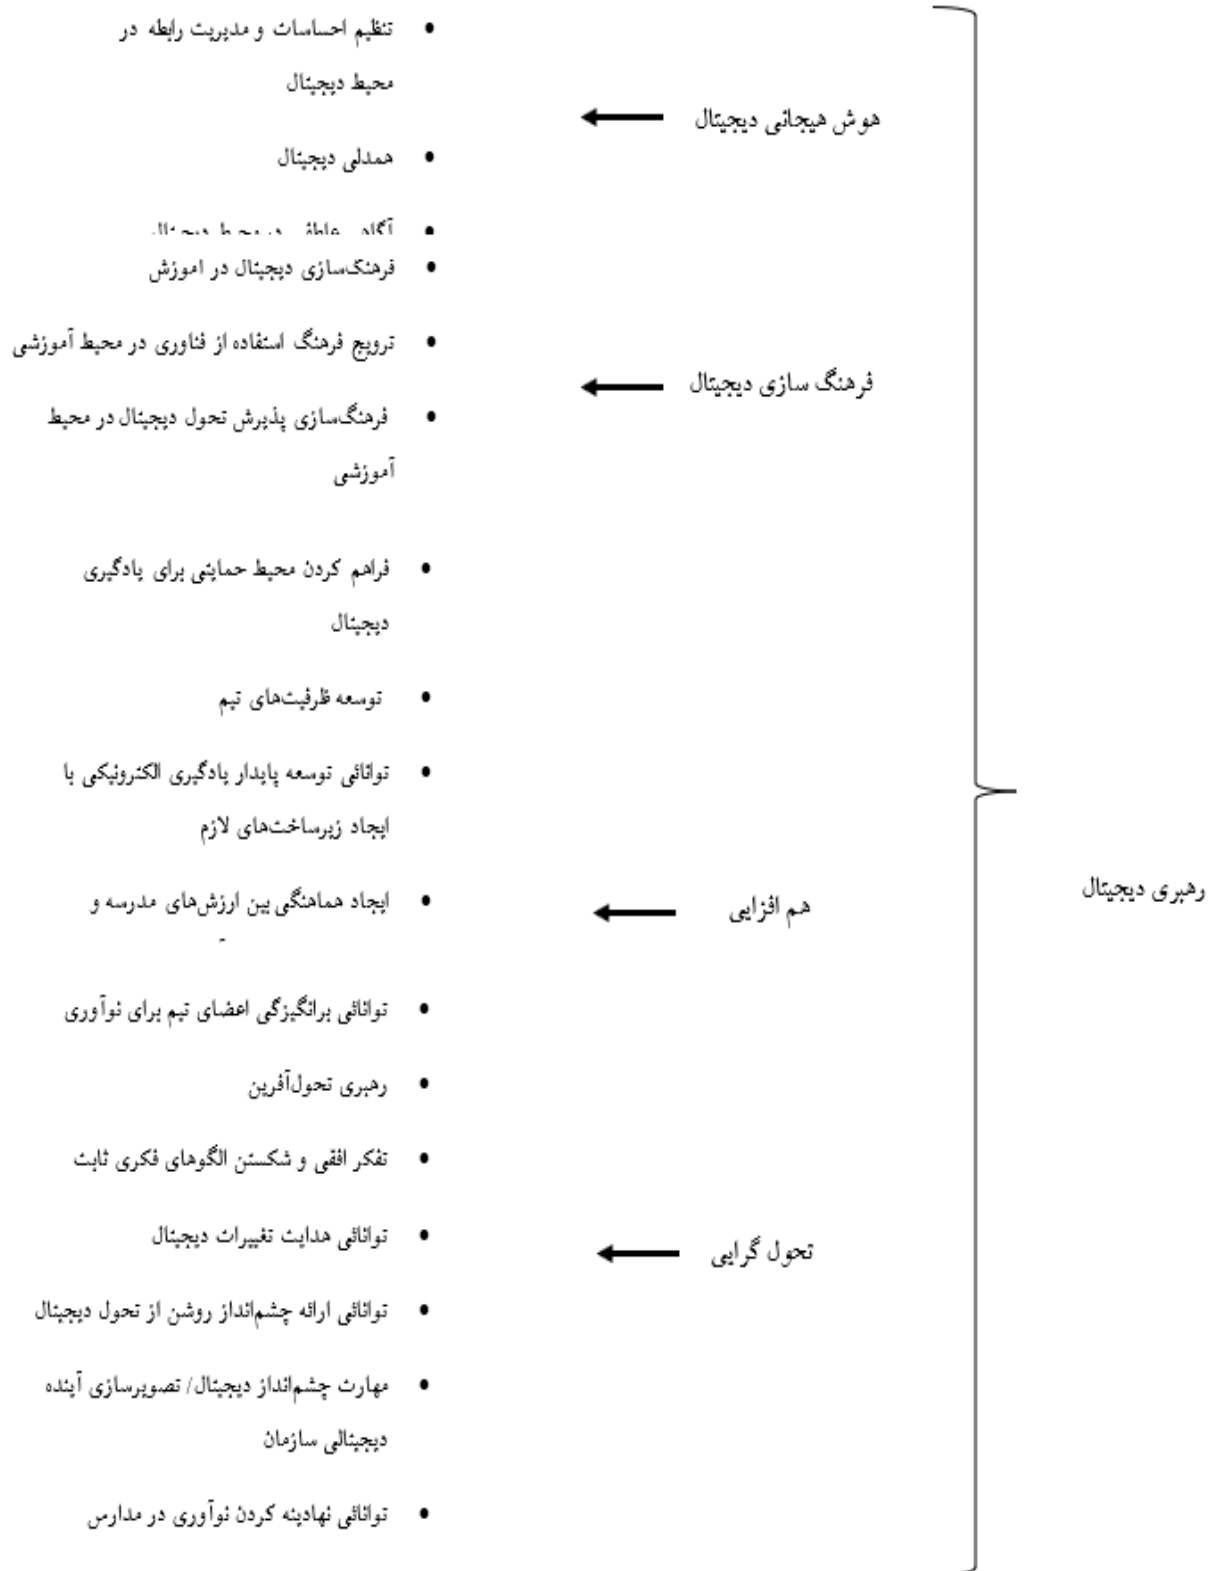 تنظیم احساسات و مدیریت رابطه در
محیط دیجیتال
همدلی دیجیتال
هوش هیجانی دیجیتال
فرهنگ‌سازی دیجیتال در اموزش
ترویج فرهنگ استفاده از فناوری در محیط آموزشی
فرهنگ‌سازی پذیرش تحول دیجیتال در محیط
آموزشی
فرهنگ سازی دیجیتال
فراهم کردن محیط حمایتی برای یادگیری
دیجیتال
توسعه ظرفیت‌های تیم
توانائی توسعه پایدار یادگیری الکترونیکی با
ایجاد زیرساخت‌های لازم
ایجاد هماهنگی بین ارزش‌های مدرسه و
هم افزایی
رهبری دیجیتال
توانائی برانگیزگی اعضای تیم برای نوآوری
رهبری تحول‌آفرین
تفکر افقی و شکستن الگوهای فکری ثابت
توانائی هدایت تغییرات دیجیتال
توانائی ارائه چشم‌انداز روشن از تحول دیجیتال
مهارت چشم‌انداز دیجیتال/ تصویرسازی آینده
دیجیتالی سازمان
توانائی نهادینه کردن نوآوری در مدارس
تحول گرایی